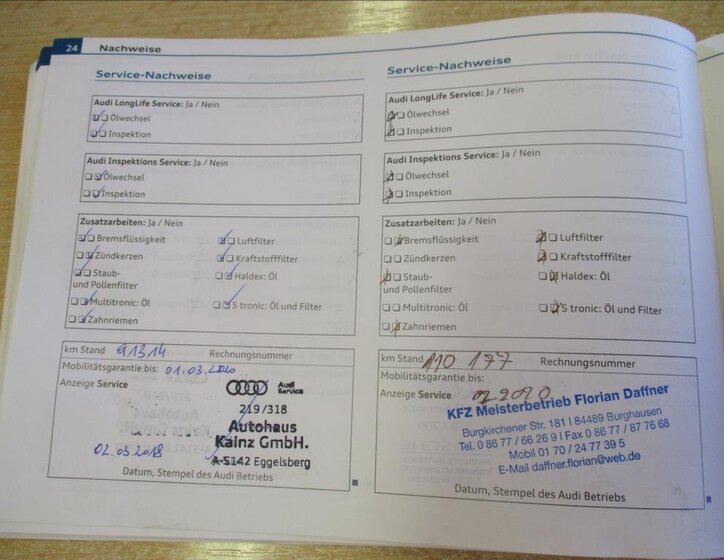 24 Nachweise
Service-Nachweise
Audi LongLife Service: Ja / Nein
Ölwechsel
Inspektion
Audi Inspektions Service: Ja / Nein
Ölwechsel
Inspektion
Zusatzarbeiten: Ja / Nein
Bremsflüssigkeit Luftfilter
Zündkerzen Kraftstofffilter
Staub- Haldex: Öl
und Pollenfilter
Multitronic: Öl S tronic: Öl und Filter
Zahnriemen
km Stand 91314 Rechnungsnummer
Mobilitätsgarantie bis: 01.03.2020
Anzeige Service Audi
Service
219/318
Autohaus
Kainz GmbH.
02.03.2018 A-5142 Eggelsberg
Datum, Stempel des Audi Betriebs
Service-Nachweise
Audi LongLife Service: Ja / Nein
Ölwechsel
Inspektion
Audi Inspektions Service: Ja / Nein
Ölwechsel
Inspektion
Zusatzarbeiten: Ja / Nein
Bremsflüssigkeit Luftfilter
Zündkerzen Kraftstofffilter
Staub- Haldex: Öl
und Pollenfilter
Multitronic: Öl S tronic: Öl und Filter
Zahnriemen
km Stand 110 177 Rechnungsnummer
Mobilitätsgarantie bis:
Anzeige Service
KFZ Meisterbetrieb Florian Daffner
Burgkirchener Str. 181 I 84489 Burghausen
Tel. 0 86 77 / 66 26 9 I Fax 0 86 77 / 87 76 68
Mobil 01 70 / 24 77 39 5
E-Mail daffner.florian@web.de
Datum, Stempel des Audi Betriebs